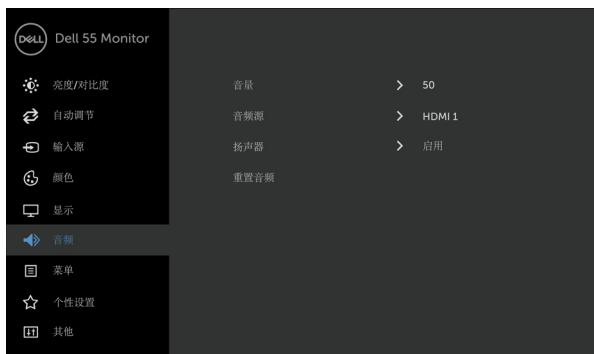 DELL Dell 55 Monitor
亮度/对比度 音量 50
自动调节 音频源 HDMI 1
输入源 扬声器 启用
颜色 重置音频
显示
音频
菜单
个性设置
其他